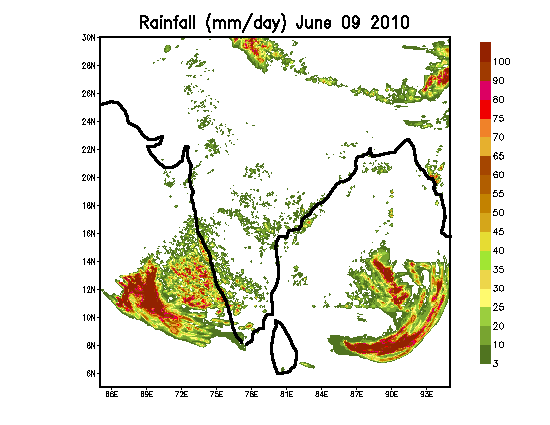 Rainfall (mm/day) June 09 2010
30N
28N
26N
24N
22N
20N
18N
16N
14N
12N
10N
8N
6N
66E 69E 72E 75E 78E 81E 84E 87E 90E 93E
100
90
80
75
70
65
60
55
50
45
40
35
30
25
20
10
3